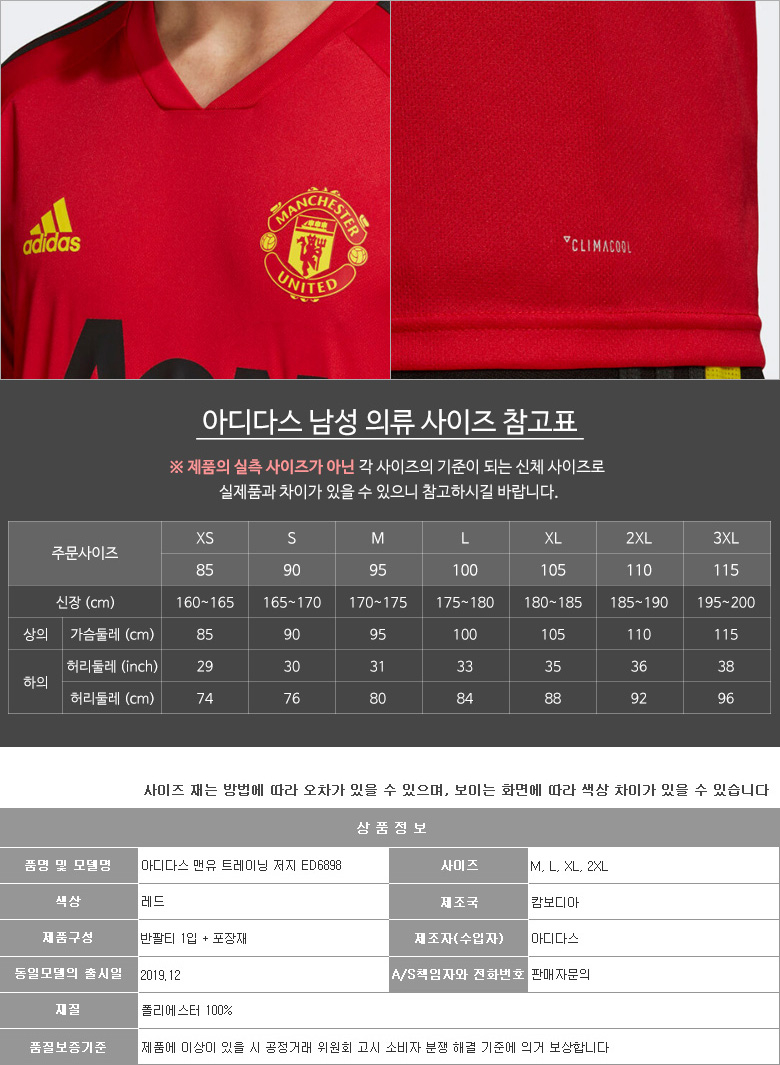 adidas
MANCHESTER
UNITED
CLIMACOOL
아디다스 남성 의류 사이즈 참고표
※ 제품의 실측 사이즈가 아닌 각 사이즈의 기준이 되는 신체 사이즈로
실제품과 차이가 있을 수 있으니 참고하시길 바랍니다.
주문사이즈 XS S M L XL 2XL 3XL
85 90 95 100 105 110 115
신장 (cm) 160~165 165~170 170~175 175~180 180~185 185~190 195~200
상의 가슴둘레 (cm) 85 90 95 100 105 110 115
하의 허리둘레 (inch) 29 30 31 33 35 36 38
허리둘레 (cm) 74 76 80 84 88 92 96
사이즈 재는 방법에 따라 오차가 있을 수 있으며, 보이는 화면에 따라 색상 차이가 있을 수 있습니다
상 품 정 보
품명 및 모델명 아디다스 맨유 트레이닝 저지 ED6898 사이즈 M, L, XL, 2XL
색상 레드 제조국 캄보디아
제품구성 반팔티 1입 + 포장재 제조자(수입자) 아디다스
동일모델의 출시일 2019.12 A/S책임자와 전화번호 판매자문의
재질 폴리에스터 100%
품질보증기준 제품에 이상이 있을 시 공정거래 위원회 고시 소비자 분쟁 해결 기준에 의거 보상합니다